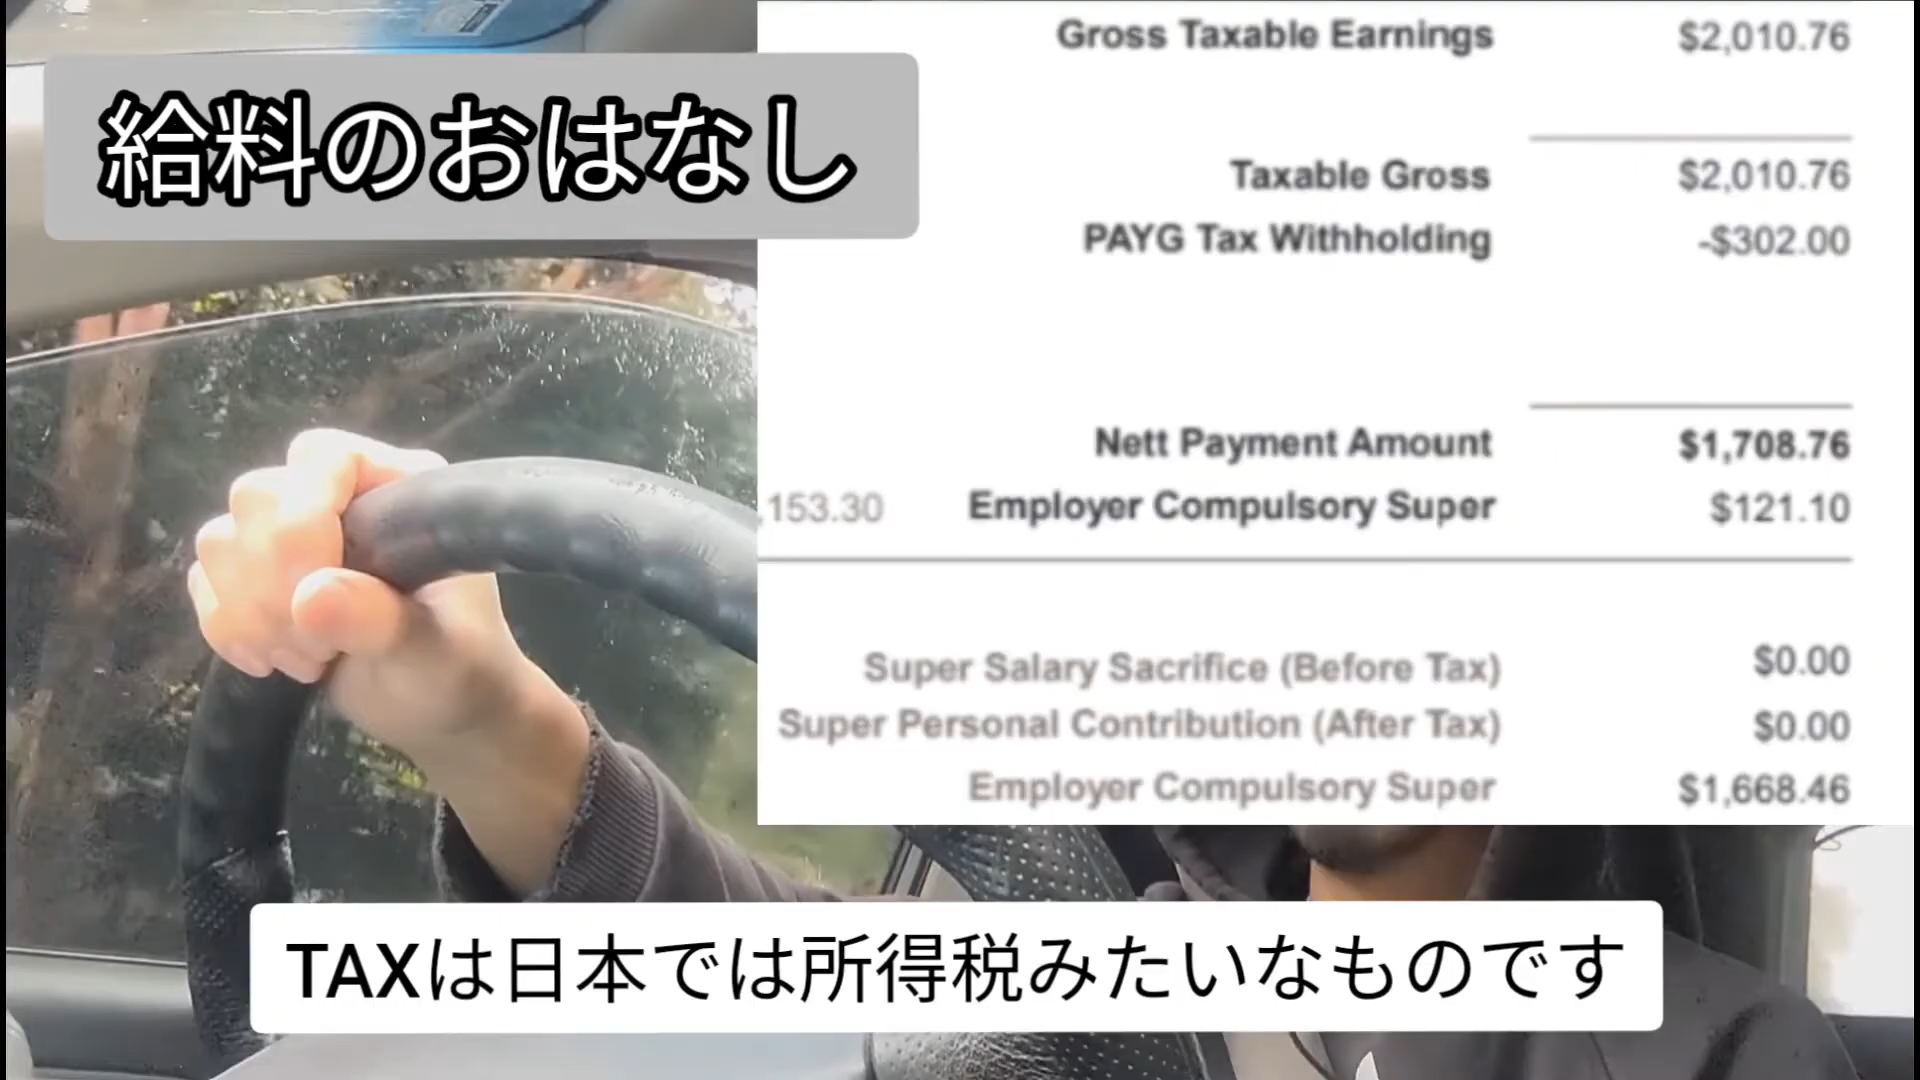 給料のおはなし
Gross Taxable Earnings $2,010.76
Taxable Gross $2,010.76
PAYG Tax Withholding -$302.00
Nett Payment Amount $1,708.76
,153.30 Employer Compulsory Super $121.10
Super Salary Sacrifice (Before Tax) $0.00
Super Personal Contribution (After Tax) $0.00
Employer Compulsory Super $1,668.46
TAXは日本では所得税みたいなものです